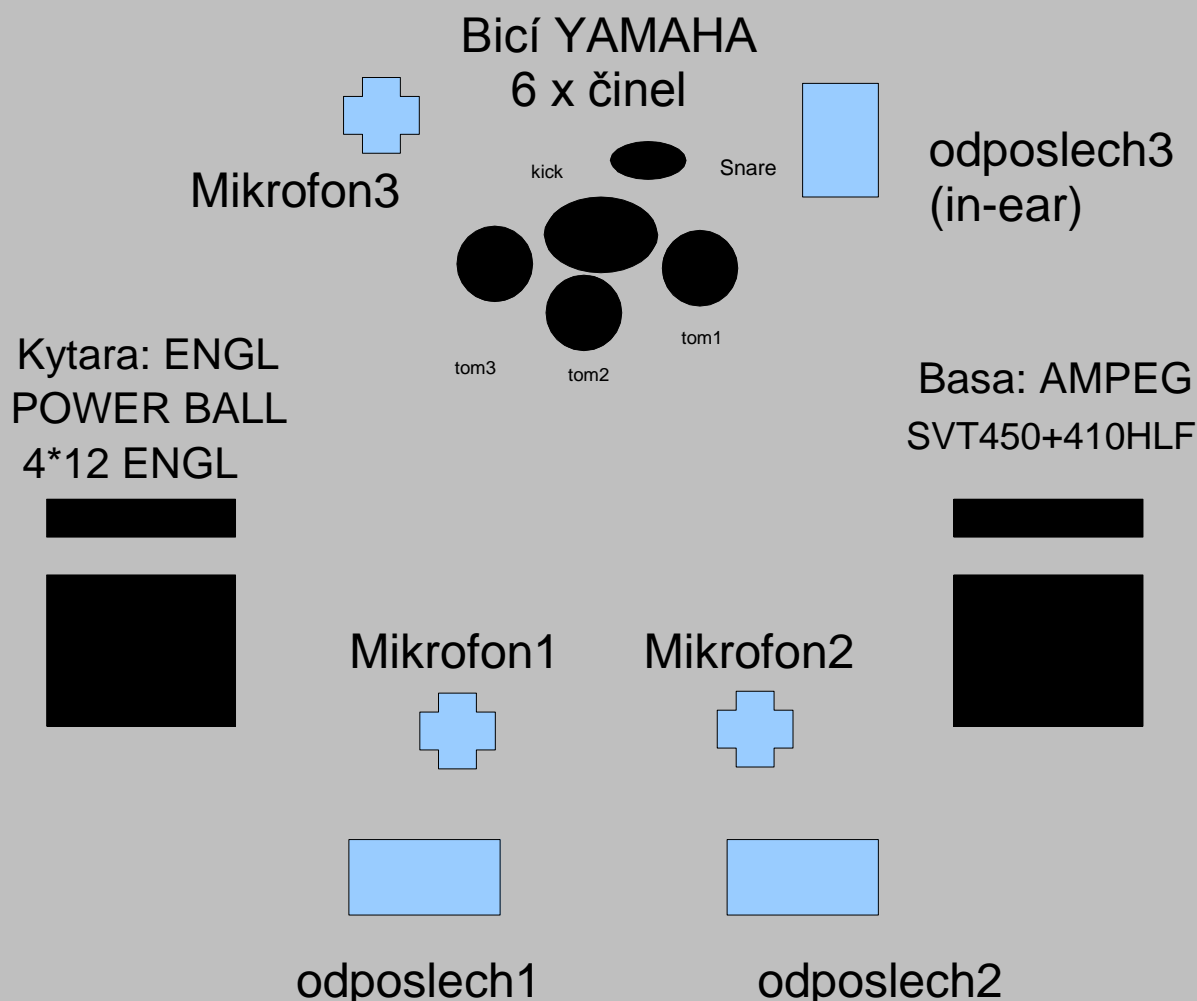 Bicí YAMAHA
6 x činel
Mikrofon3
kick
Snare
odposlech3
(in-ear)
tom1
tom3
tom2
Kytara: ENGL
POWER BALL
4*12 ENGL
Basa: AMPEG
SVT450+410HLF
Mikrofon1
Mikrofon2
odposlech1
odposlech2